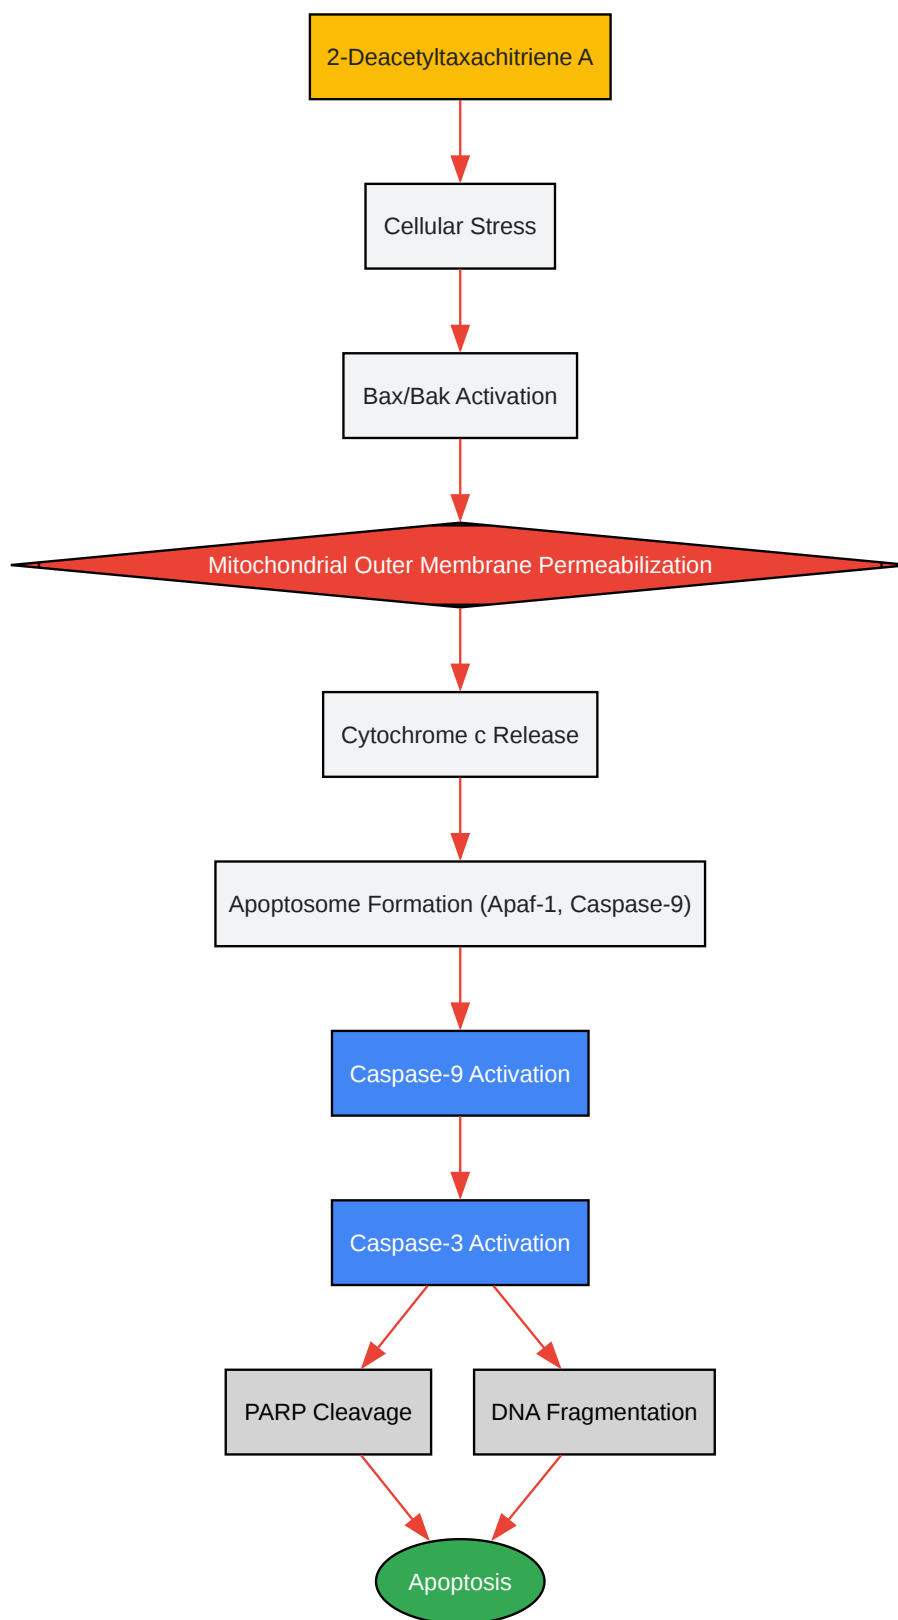 2-Deacetyltaxachitriene A
Cellular Stress
Bax/Bak Activation
Mitochondrial Outer Membrane Permeabilization
Cytochrome c Release
Apoptosome Formation (Apaf-1, Caspase-9)
Caspase-9 Activation
Caspase-3 Activation
PARP Cleavage
DNA Fragmentation
Apoptosis